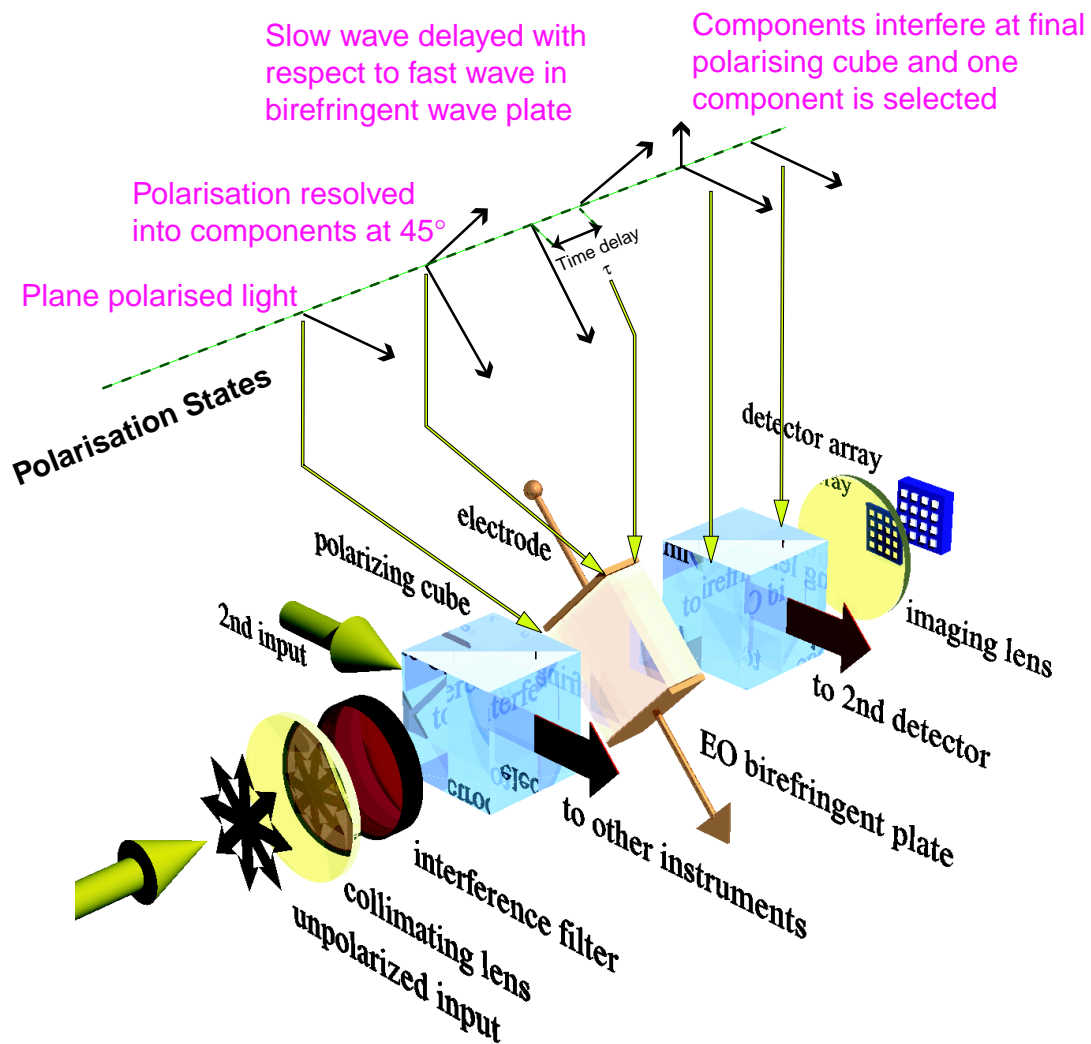 Slow wave delayed with
respect to fast wave in
birefringent wave plate
Components interfere at final
polarising cube and one
component is selected
Polarisation resolved
into components at 45°
Time delay
τ
Plane polarised light
Polarisation States
detector array
electrode
polarizing cube
2nd input
imaging lens
to 2nd detector
EO birefringent plate
to other instruments
interference filter
collimating lens
unpolarized input